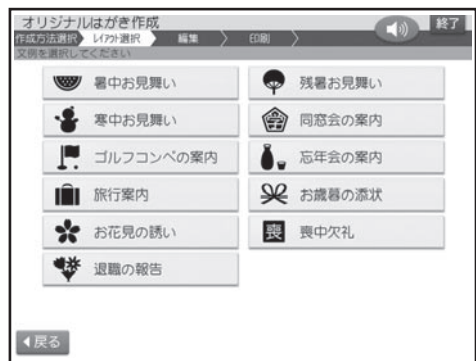 オリジナルはがき作成
終了
作成方法選択 レイアウト選択 編集 印刷
文例を選択してください
暑中お見舞い
残暑お見舞い
寒中お見舞い
同窓会の案内
ゴルフコンペの案内
忘年会の案内
旅行案内
お歳暮の添状
お花見の誘い
喪 喪中欠礼
退職の報告
戻る